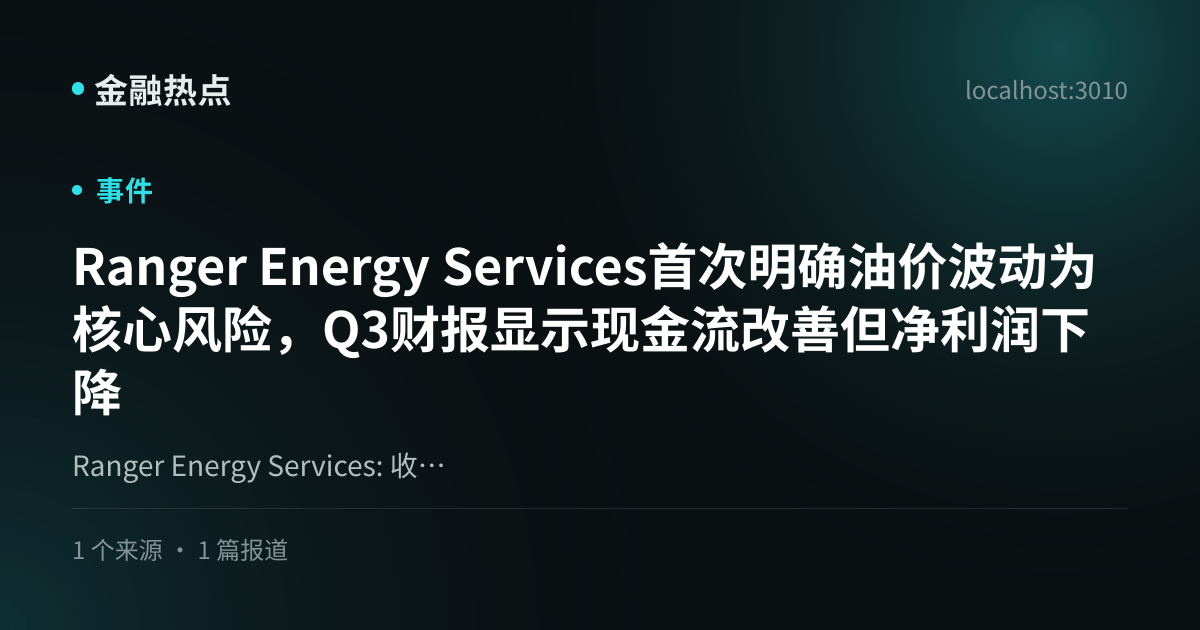 金融热点
localhost:3010
事件
Ranger Energy Services首次明确油价波动为
核心风险，Q3财报显示现金流改善但净利润下
降
Ranger Energy Services: 收…
1 个来源 · 1 篇报道